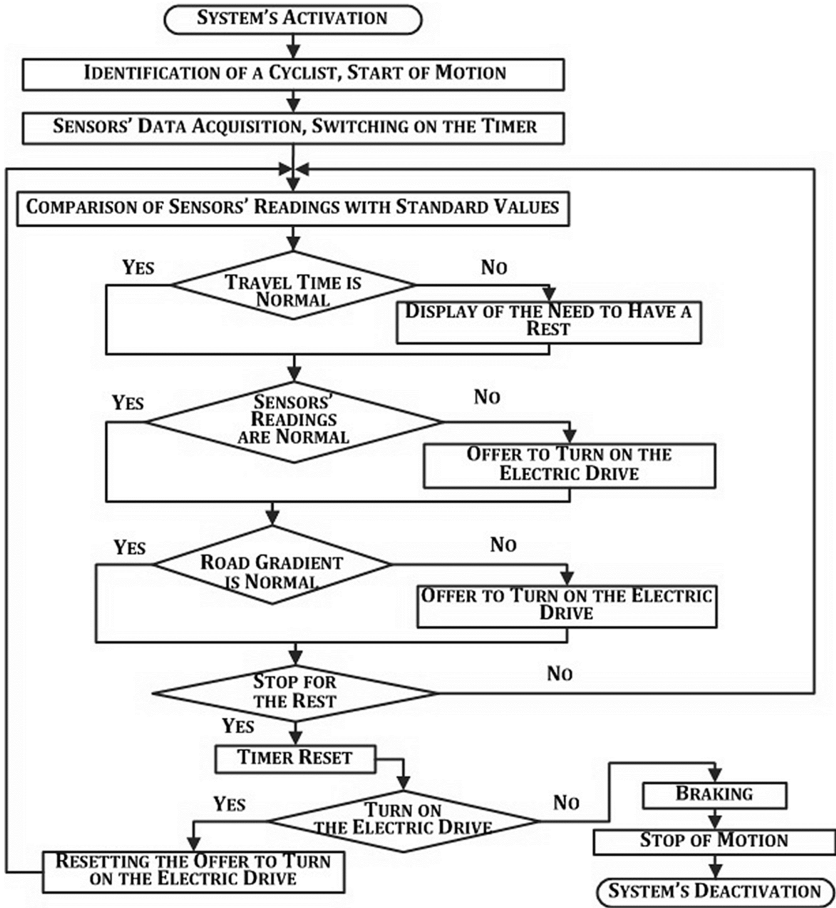 SYSTEM'S ACTIVATION
IDENTIFICATION OF A CYCLIST, START OF MOTION
SENSORS' DATA ACQUISITION, SWITCHING ON THE TIMER
COMPARISON OF SENSORS' READINGS WITH STANDARD VALUES
YES
NO
TRAVEL TIME IS
NORMAL
DISPLAY OF THE NEED TO HAVE A
REST
YES
NO
SENSORS'
READINGS
ARE NORMAL
OFFER TO TURN ON THE
ELECTRIC DRIVE
YES
NO
ROAD GRADIENT
IS NORMAL
OFFER TO TURN ON THE ELECTRIC
DRIVE
NO
STOP FOR
THE REST
YES
TIMER RESET
YES
NO
TURN ON
THE ELECTRIC DRIVE
BRAKING
STOP OF MOTION
RESETTING THE OFFER TO TURN
ON THE ELECTRIC DRIVE
SYSTEM'S DEACTIVATION